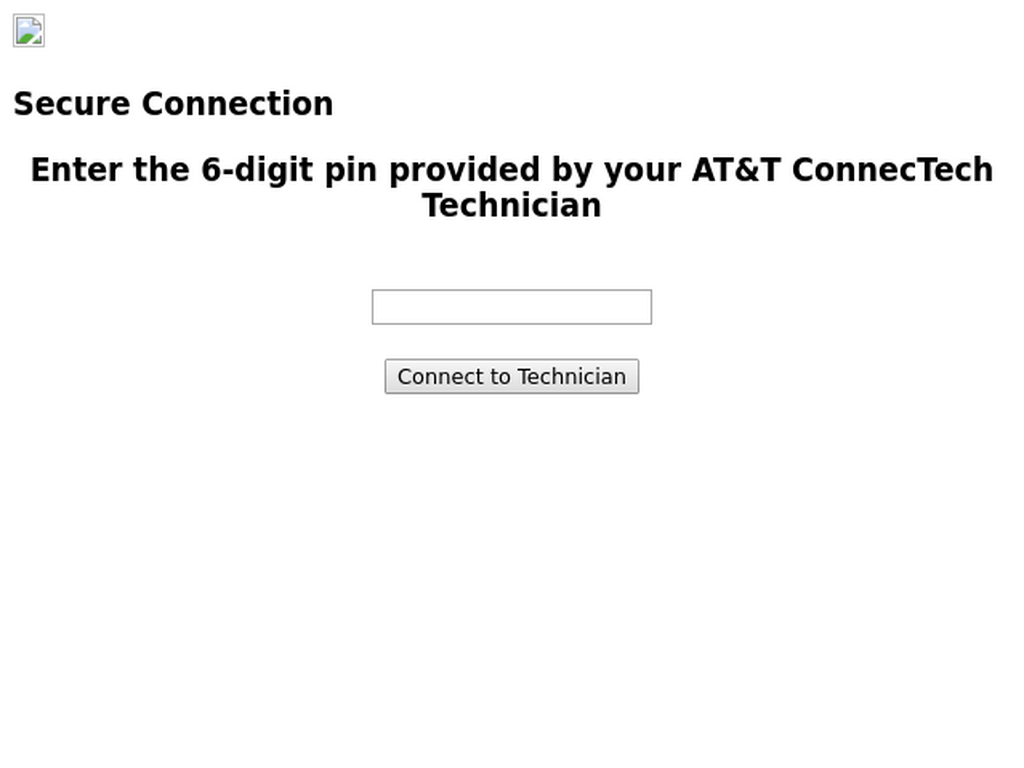 Secure Connection
Enter the 6-digit pin provided by your AT&T ConnecTech
Technician
Connect to Technician